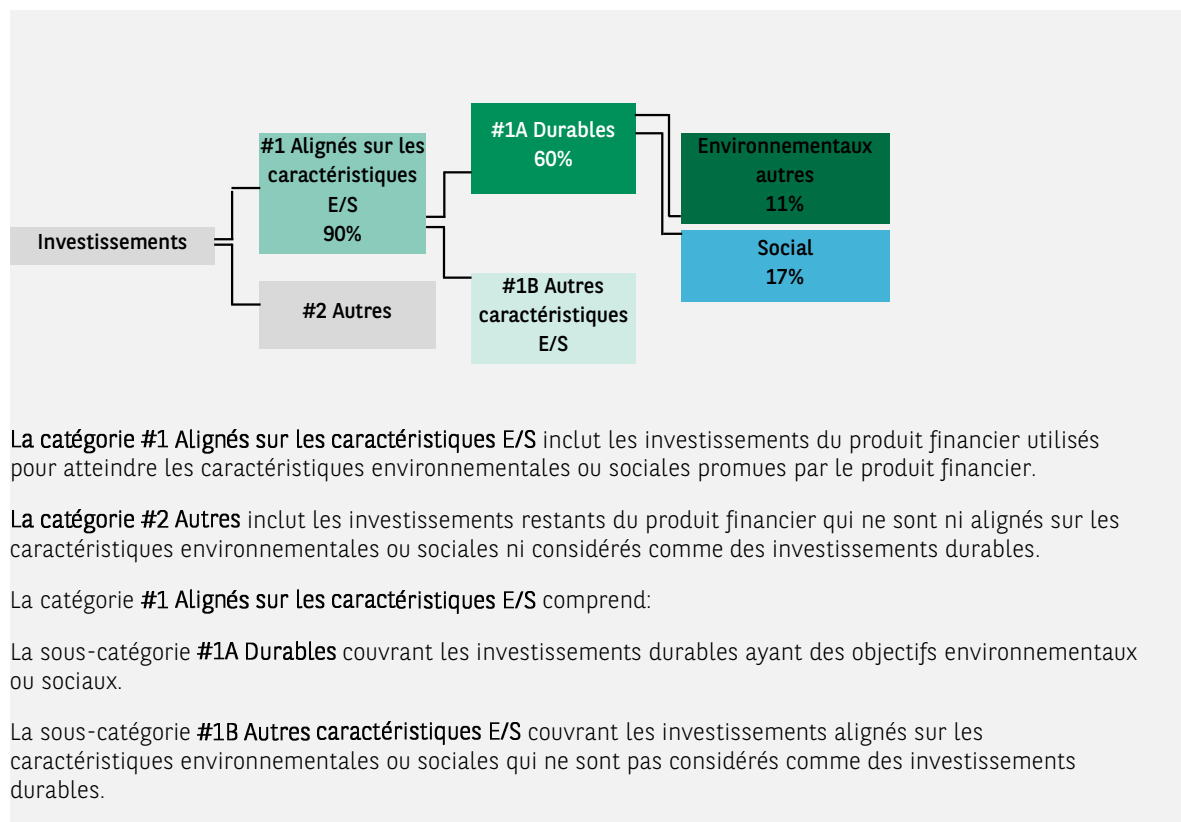 Investissements
#1 Alignés sur les
caractéristiques
E/S
90%
#2 Autres
#1A Durables
60%
#1B Autres
caractéristiques
E/S
Environnementaux
autres
11%
Social
17%
La catégorie #1 Alignés sur les caractéristiques E/S inclut les investissements du produit financier utilisés
pour atteindre les caractéristiques environnementales ou sociales promues par le produit financier.
La catégorie #2 Autres inclut les investissements restants du produit financier qui ne sont ni alignés sur les
caractéristiques environnementales ou sociales ni considérés comme des investissements durables.
La catégorie #1 Alignés sur les caractéristiques E/S comprend:
La sous-catégorie #1A Durables couvrant les investissements durables ayant des objectifs environnementaux
ou sociaux.
La sous-catégorie #1B Autres caractéristiques E/S couvrant les investissements alignés sur les
caractéristiques environnementales ou sociales qui ne sont pas considérés comme des investissements
durables.